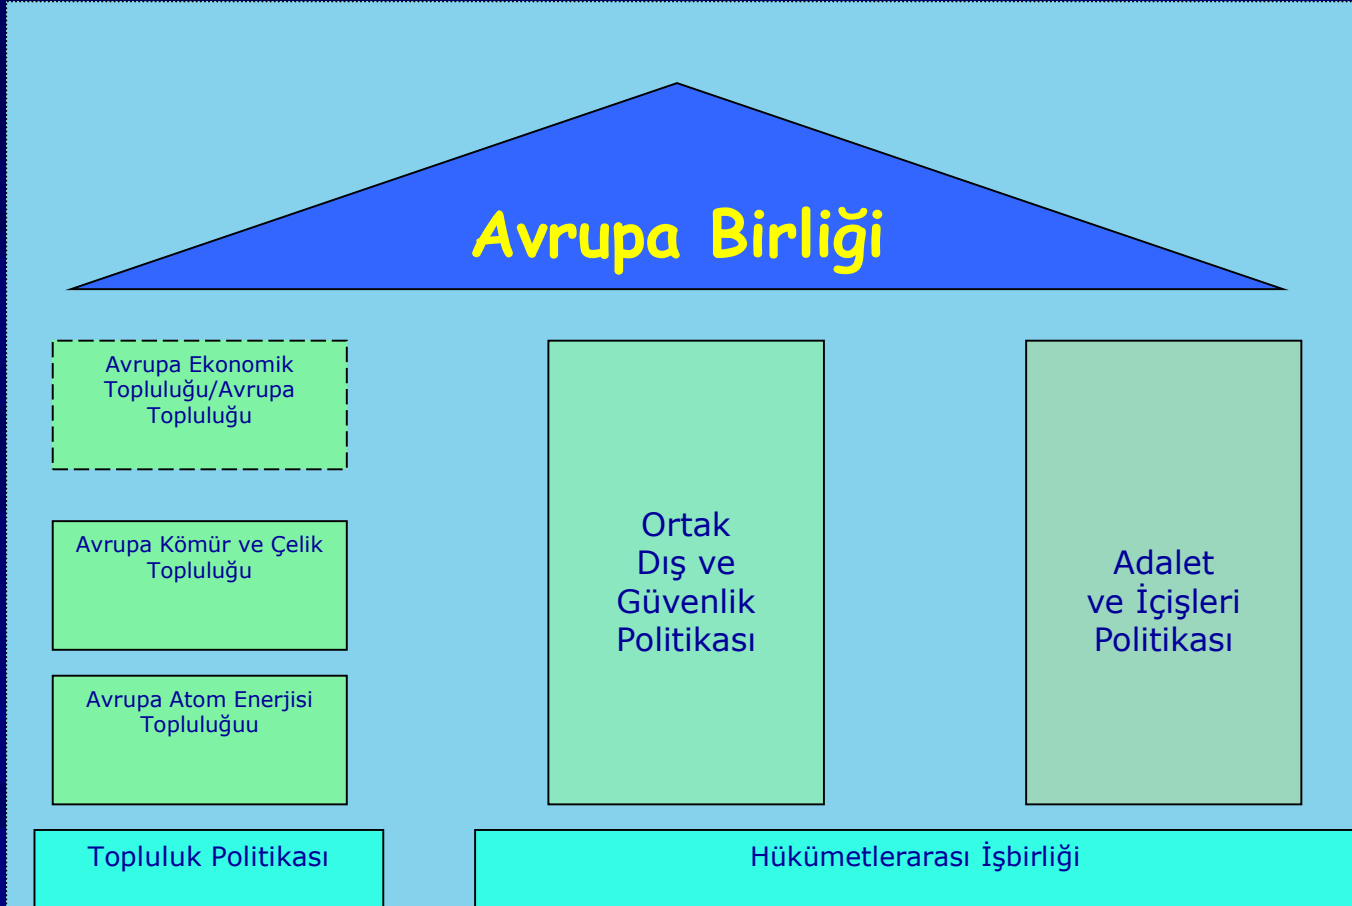 Avrupa Birliği
Avrupa Ekonomik
Topluluğu/Avrupa
Topluluğu
Avrupa Kömür ve Çelik
Topluluğu
Avrupa Atom Enerjisi
Topluluğuu
Ortak
Dış ve
Güvenlik
Politikası
Adalet
ve İçişleri
Politikası
Topluluk Politikası
Hükümetlerarası İşbirliği